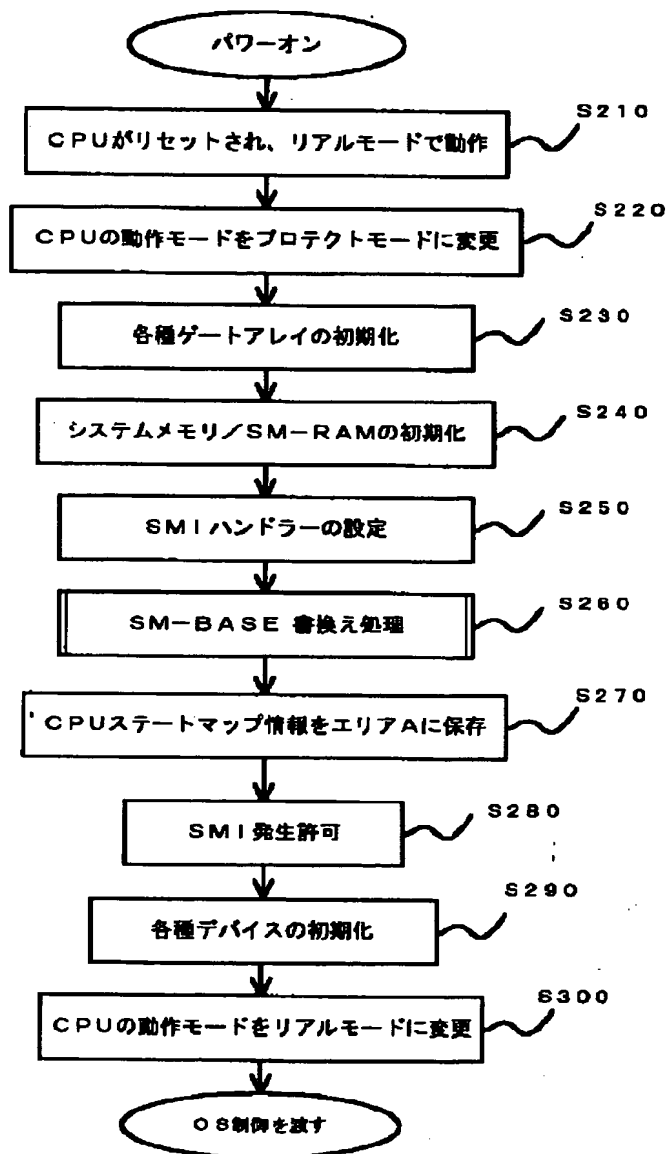 パワーオン
S210
CPUがリセットされ、リアルモードで動作
S220
CPUの動作モードをプロテクトモードに変更
S230
各種ゲートアレイの初期化
S240
システムメモリ／SM－RAMの初期化
S250
SMIハンドラーの設定
S260
SM－BASE 書換え処理
S270
CPUステートマップ情報をエリアAに保存
S280
SMI発生許可
S290
各種デバイスの初期化
S300
CPUの動作モードをリアルモードに変更
OS制御を渡す